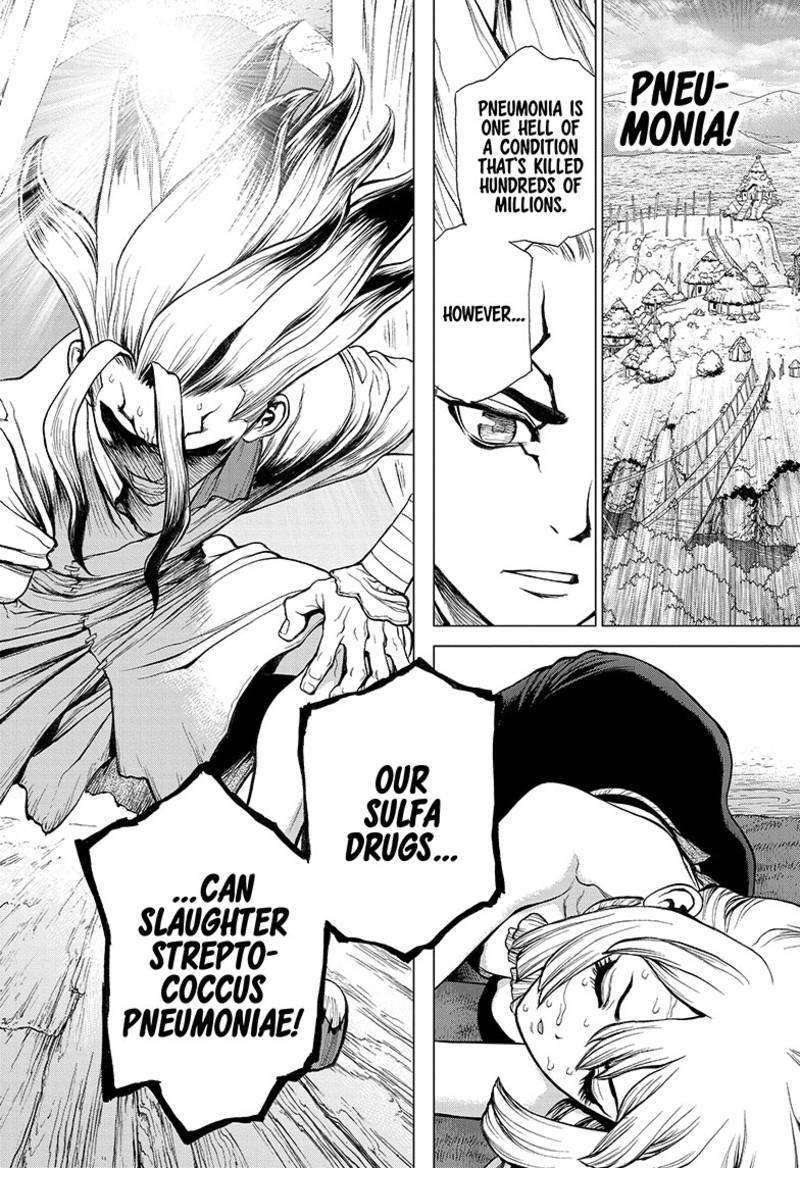 PNEU-
MONIA!
PNEUMONIA IS
ONE HELL OF
A CONDITION
THAT'S KILLED
HUNDREDS OF
MILLIONS.
HOWEVER...
OUR
SULFA
DRUGS...
...CAN
SLAUGHTER
STREPTO-
COCCUS
PNEUMONIAE!